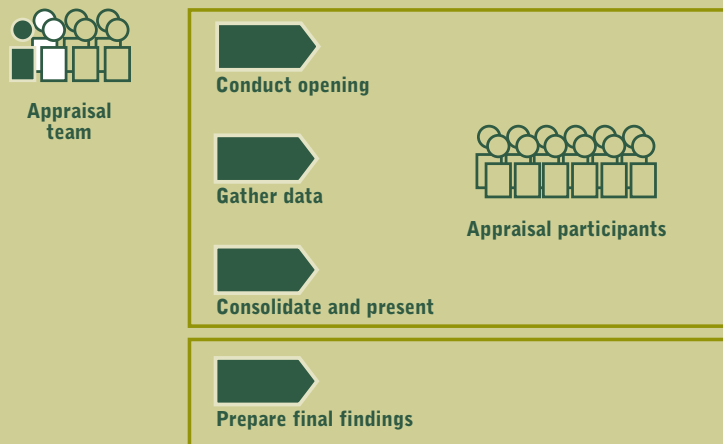 Appraisal
team
Conduct opening
Gather data
Appraisal participants
Consolidate and present
Prepare final findings